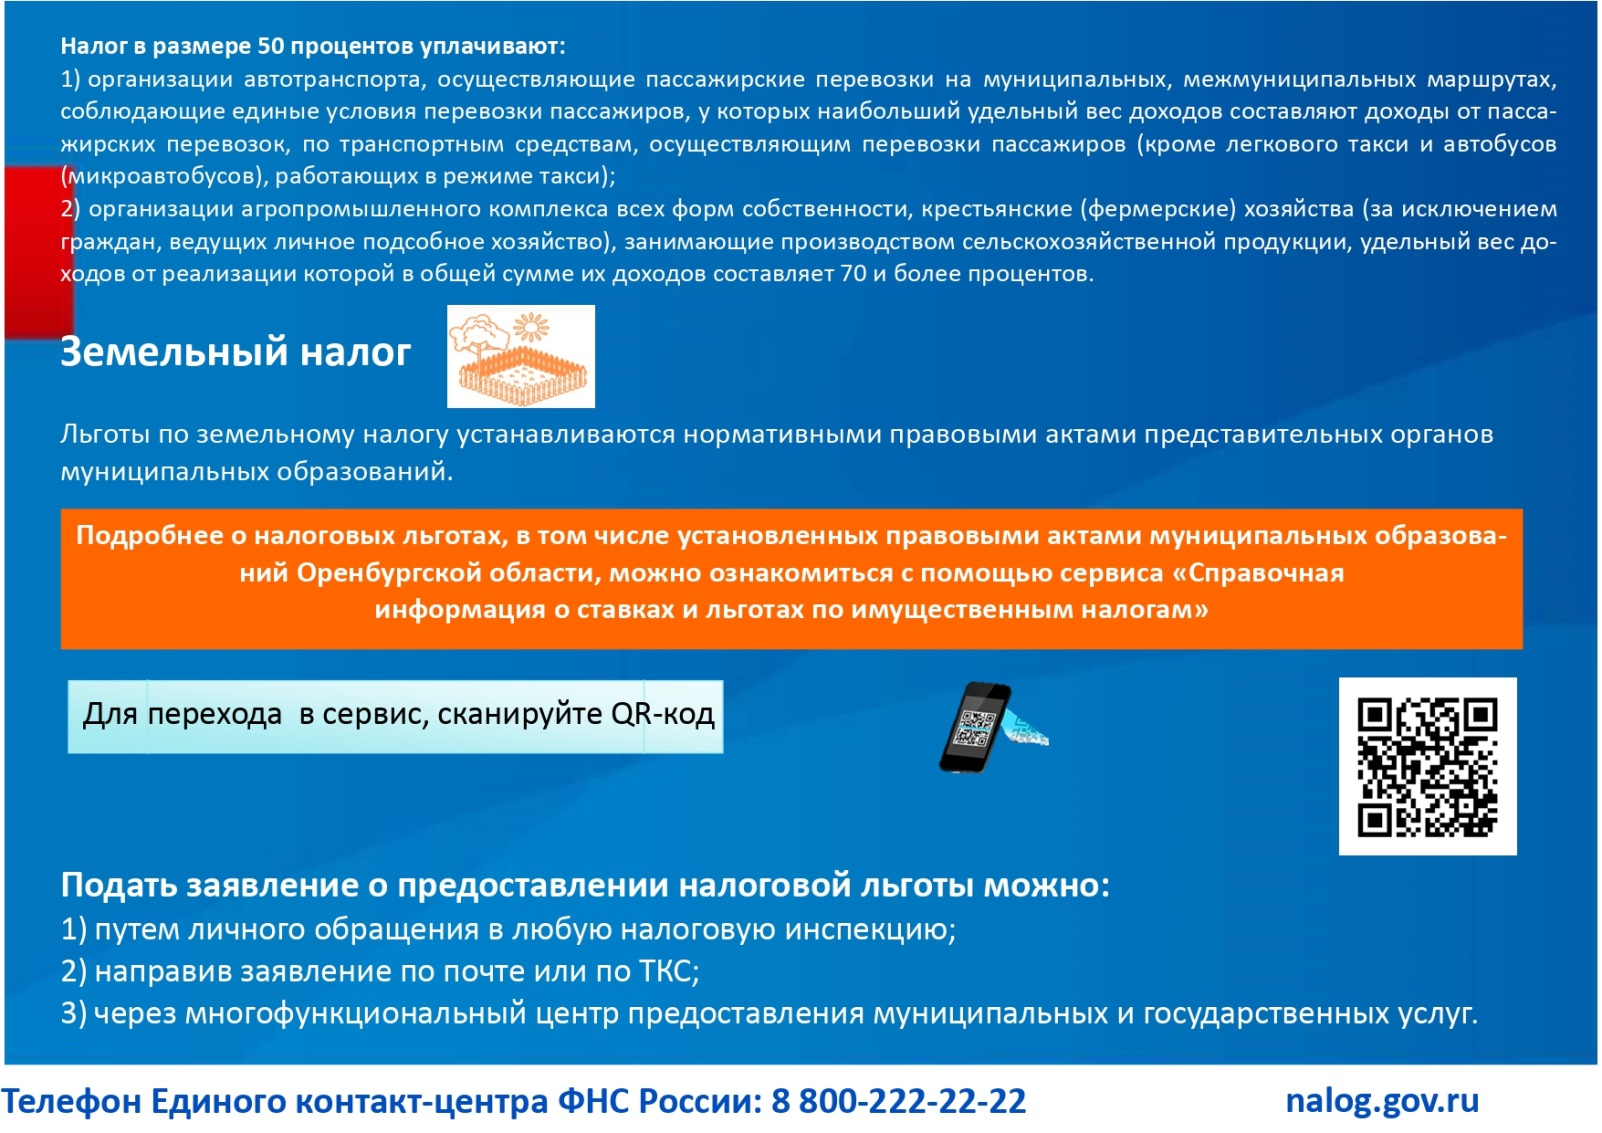 Налог в размере 50 процентов уплачивают:
1) организации автотранспорта, осуществляющие пассажирские перевозки на муниципальных, межмуниципальных маршрутах,
соблюдающие единые условия перевозки пассажиров, у которых наибольший удельный вес доходов составляют доходы от пасса-
жирских перевозок, по транспортным средствам, осуществляющим перевозки пассажиров (кроме легкового такси и автобусов
(микроавтобусов), работающих в режиме такси);
2) организации агропромышленного комплекса всех форм собственности, крестьянские (фермерские) хозяйства (за исключением
граждан, ведущих личное подсобное хозяйство), занимающие производством сельскохозяйственной продукции, удельный вес до-
ходов от реализации которой в общей сумме их доходов составляет 70 и более процентов.
Земельный налог
Льготы по земельному налогу устанавливаются нормативными правовыми актами представительных органов
муниципальных образований.
Подробнее о налоговых льготах, в том числе установленных правовыми актами муниципальных образова-
ний Оренбургской области, можно ознакомиться с помощью сервиса «Справочная
информация о ставках и льготах по имущественным налогам»
Для перехода в сервис, сканируйте QR-код
Подать заявление о предоставлении налоговой льготы можно:
1) путем личного обращения в любую налоговую инспекцию;
2) направив заявление по почте или по ТКС;
3) через многофункциональный центр предоставления муниципальных и государственных услуг.
Телефон Единого контакт-центра ФНС России: 8 800-222-22-22
nalog.gov.ru